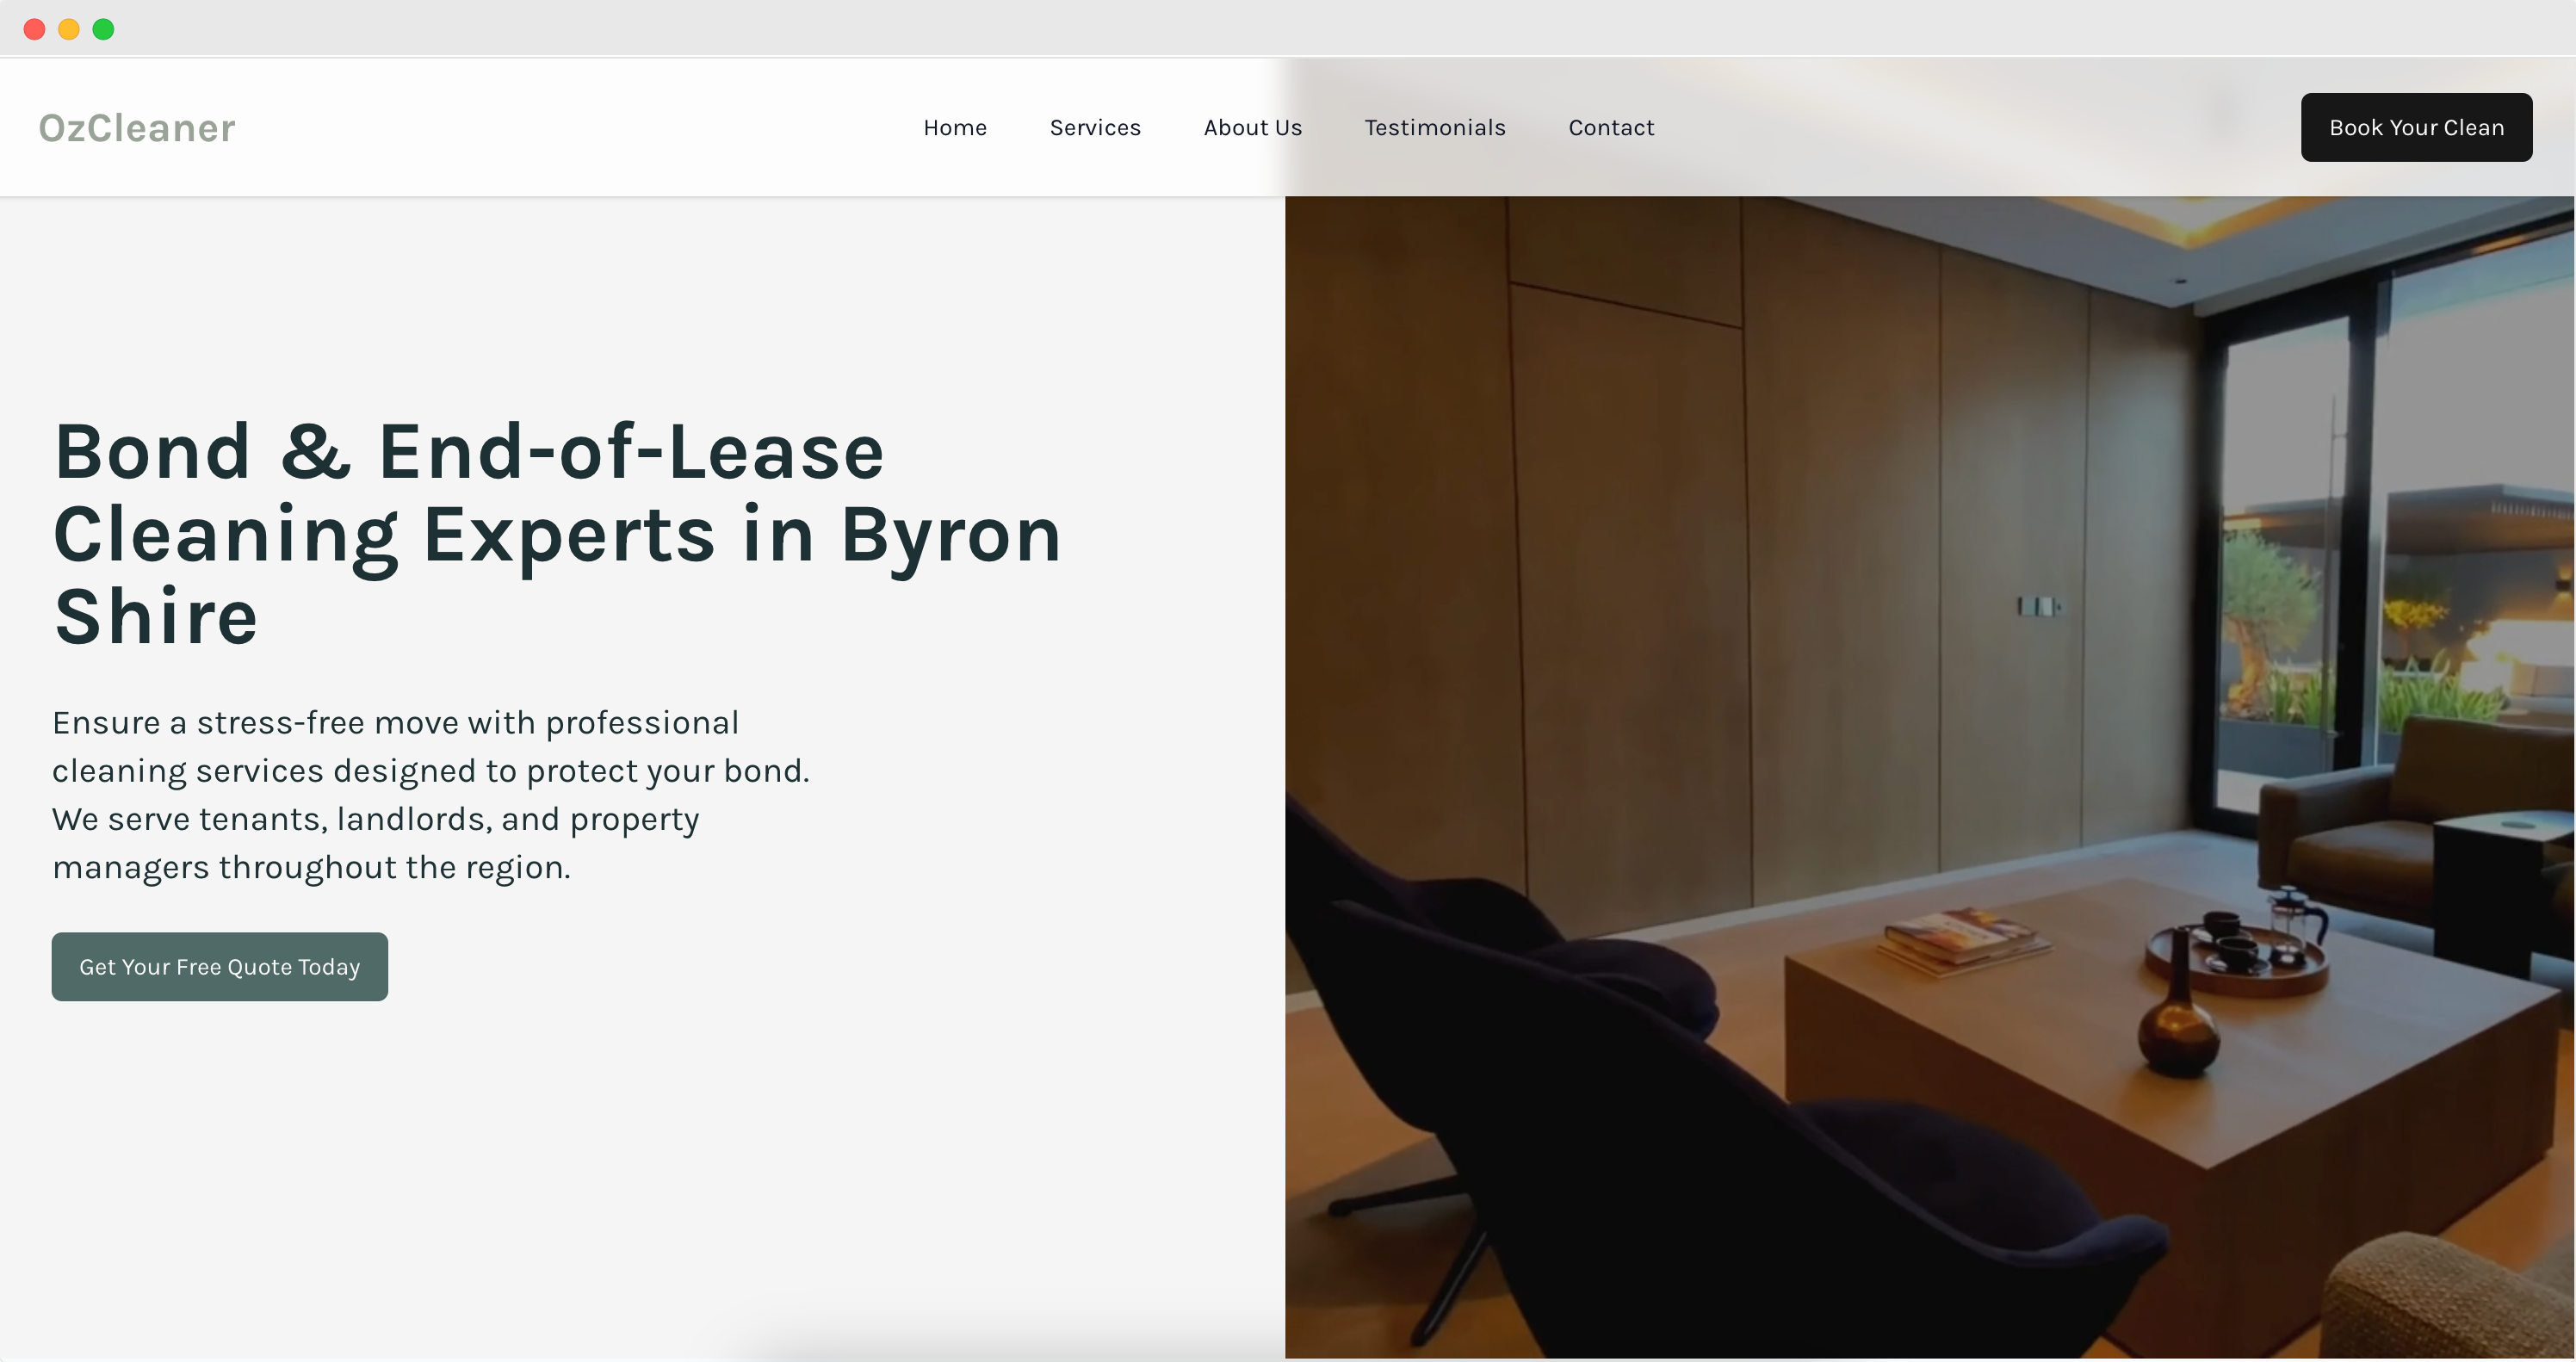 OzCleaner
Home
Services
About Us
Testimonials
Contact
Book Your Clean
Bond & End-of-Lease
Cleaning Experts in Byron
Shire
Ensure a stress-free move with professional
cleaning services designed to protect your bond.
We serve tenants, landlords, and property
managers throughout the region.
Get Your Free Quote Today